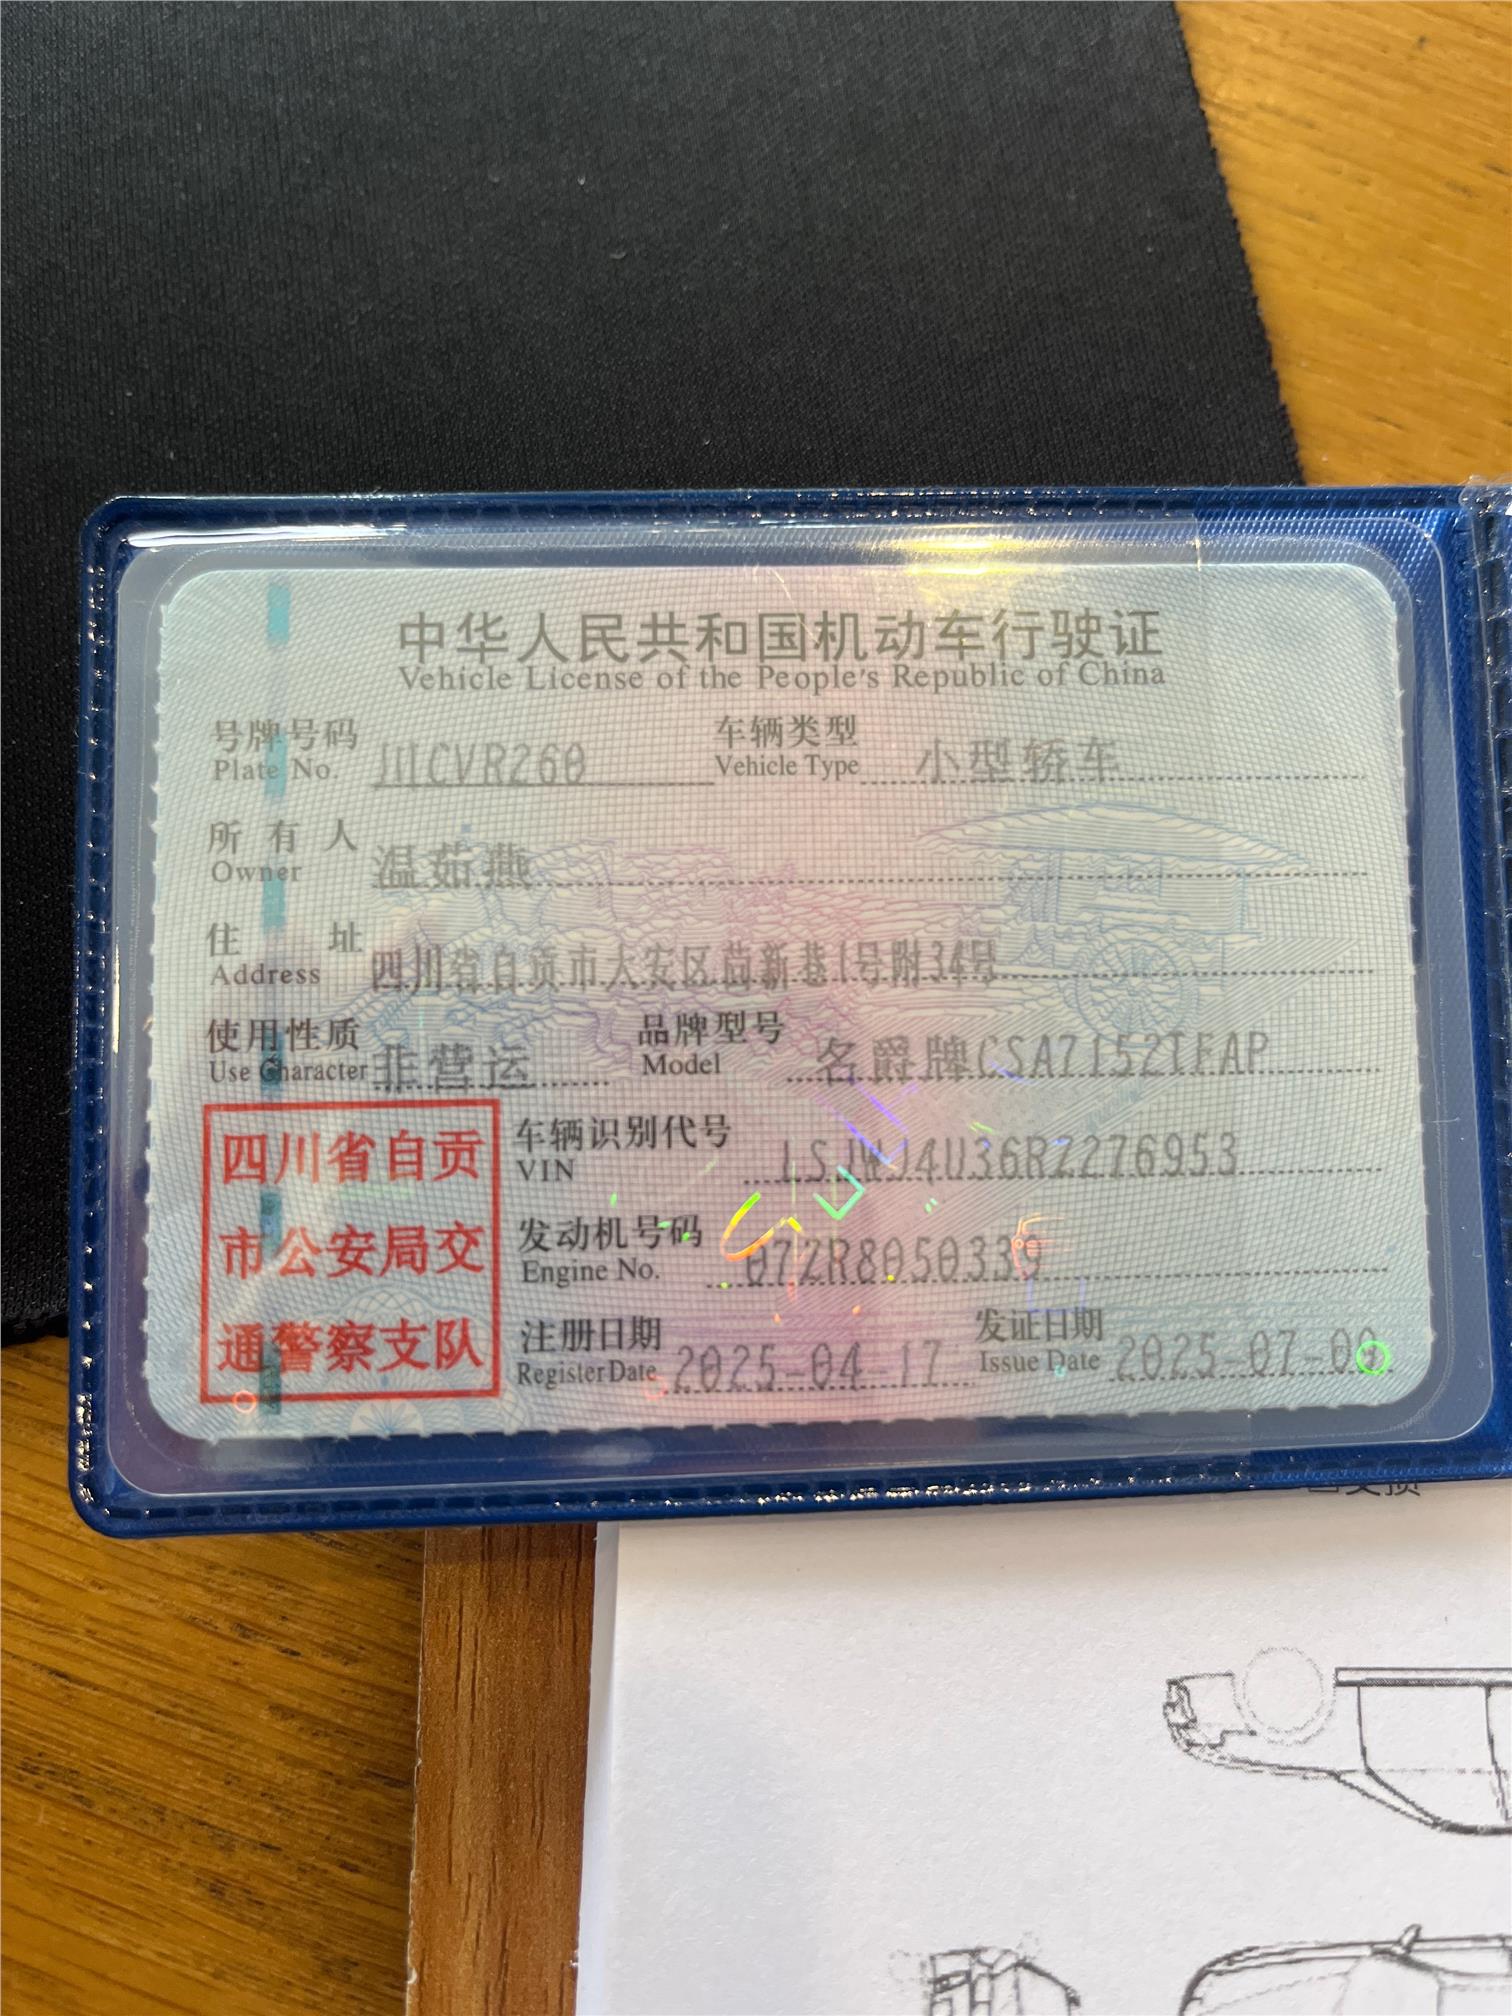 中华人民共和国机动车行驶证
Vehicle License of the People's Republic of China
号牌号码 川CVR260 车辆类型 小型轿车
Plate No. Vehicle Type
所有人 温茹燕
Owner
住址 四川省自贡市大安区茴新巷1号附34号
Address
使用性质 非营运 品牌型号 名爵牌CSA7152TFAP
Use Character Model
四川省自贡
市公安局交
通警察支队
车辆识别代号 LSJWJ4U36RZ276953
VIN
发动机号码 07ZR8050339
Engine No.
注册日期 2025-04-17 发证日期
Register Date Issue Date